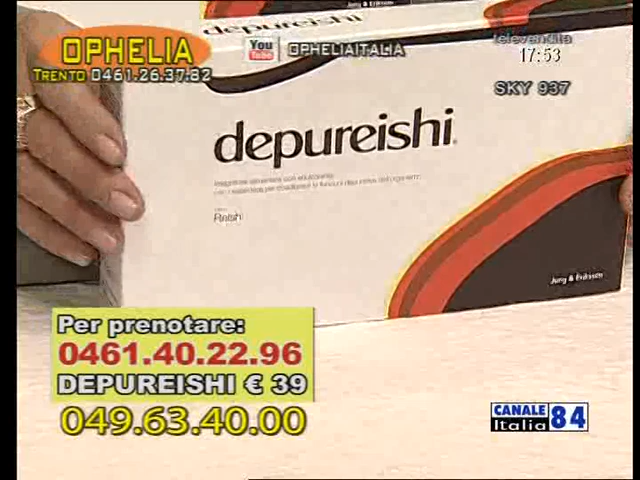 depureishi
OPHELIA
TRENTO 0461.26.37.82
You Tube OPHELIAITALIA
televendita
17:53
SKY 937
depureishi
Reishi
Jung & Eriksson
Per prenotare:
0461.40.22.96
DEPUREISHI € 39
049.63.40.00
CANALE 84
Italia